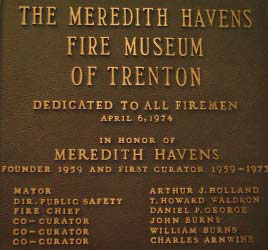 THE MEREDITH HAVENS
FIRE MUSEUM
OF TRENTON
DEDICATED TO ALL FIREMEN
APRIL 6, 1974
IN HONOR OF
MEREDITH HAVENS
FOUNDER 1959 AND FIRST CURATOR 1959-1973
MAYOR ARTHUR J. HOLLAND
DIR. PUBLIC SAFETY T. HOWARD WALDRON
FIRE CHIEF DANIEL P. GEORGE
CO-CURATOR JOHN BURNS
CO-CURATOR WILLIAM BURNS
CO-CURATOR CHARLES ARNWINE